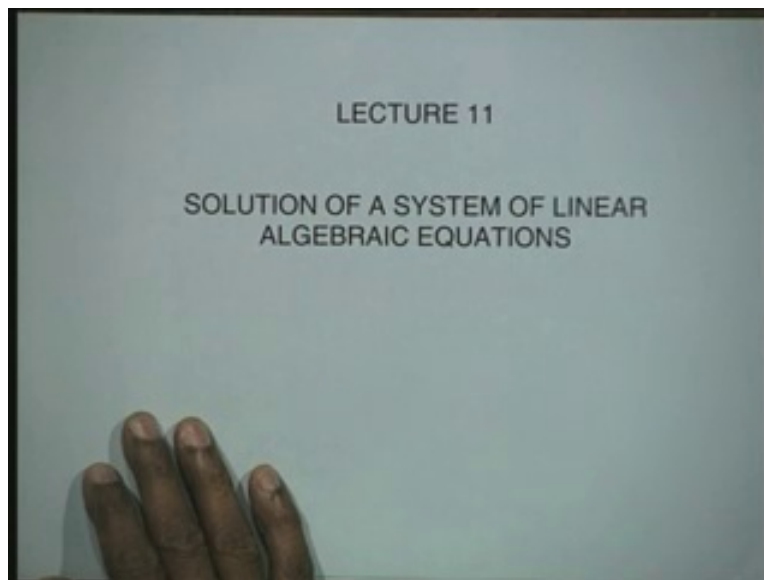 LECTURE 11
SOLUTION OF A SYSTEM OF LINEAR
ALGEBRAIC EQUATIONS